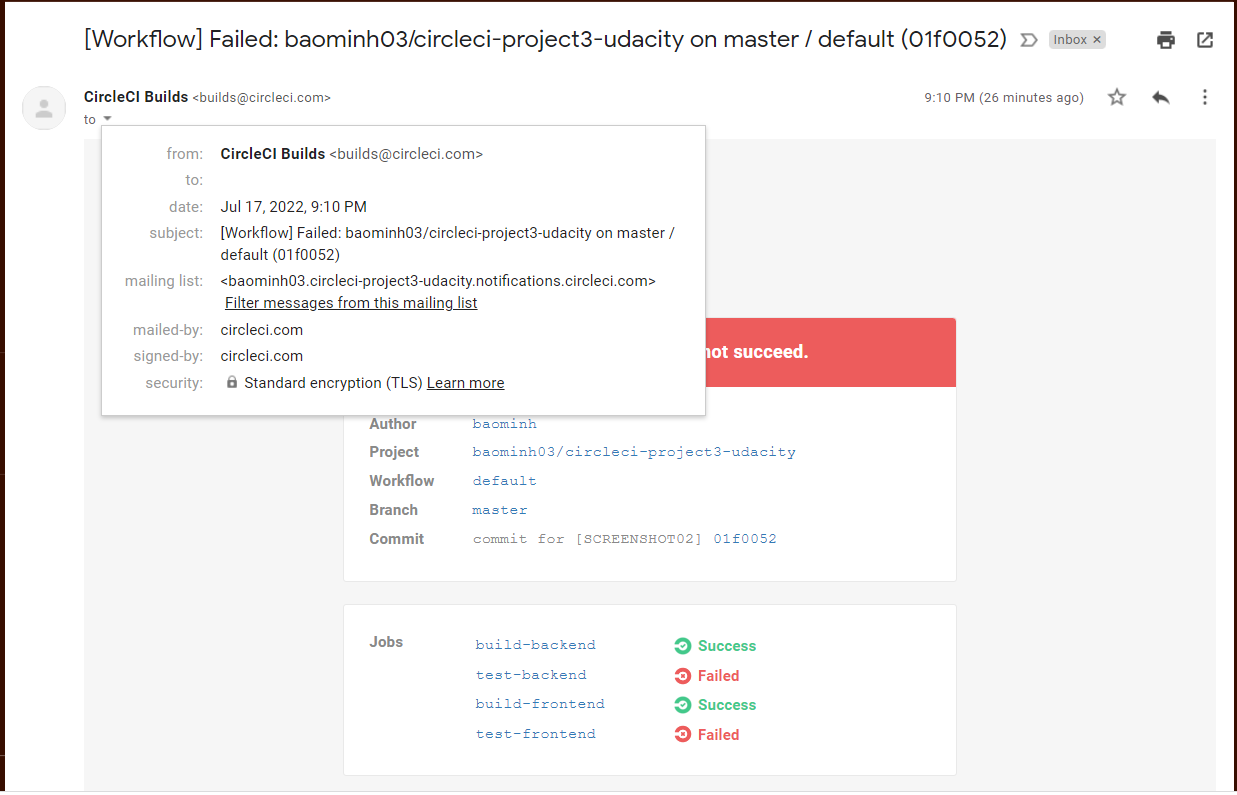 [Workflow] Failed: baominh03/circleci-project3-udacity on master / default (01f0052) Inbox ×
CircleCI Builds <builds@circleci.com> 9:10 PM (26 minutes ago)
to
from: CircleCI Builds <builds@circleci.com>
to:
date: Jul 17, 2022, 9:10 PM
subject: [Workflow] Failed: baominh03/circleci-project3-udacity on master /
default (01f0052)
mailing list: <baominh03.circleci-project3-udacity.notifications.circleci.com>
Filter messages from this mailing list
mailed-by: circleci.com
not succeed.
signed-by: circleci.com
security: Standard encryption (TLS) Learn more
Author baominh
Project baominh03/circleci-project3-udacity
Workflow default
Branch master
Commit commit for [SCREENSHOT02] 01f0052
Jobs build-backend Success
test-backend Failed
build-frontend Success
test-frontend Failed